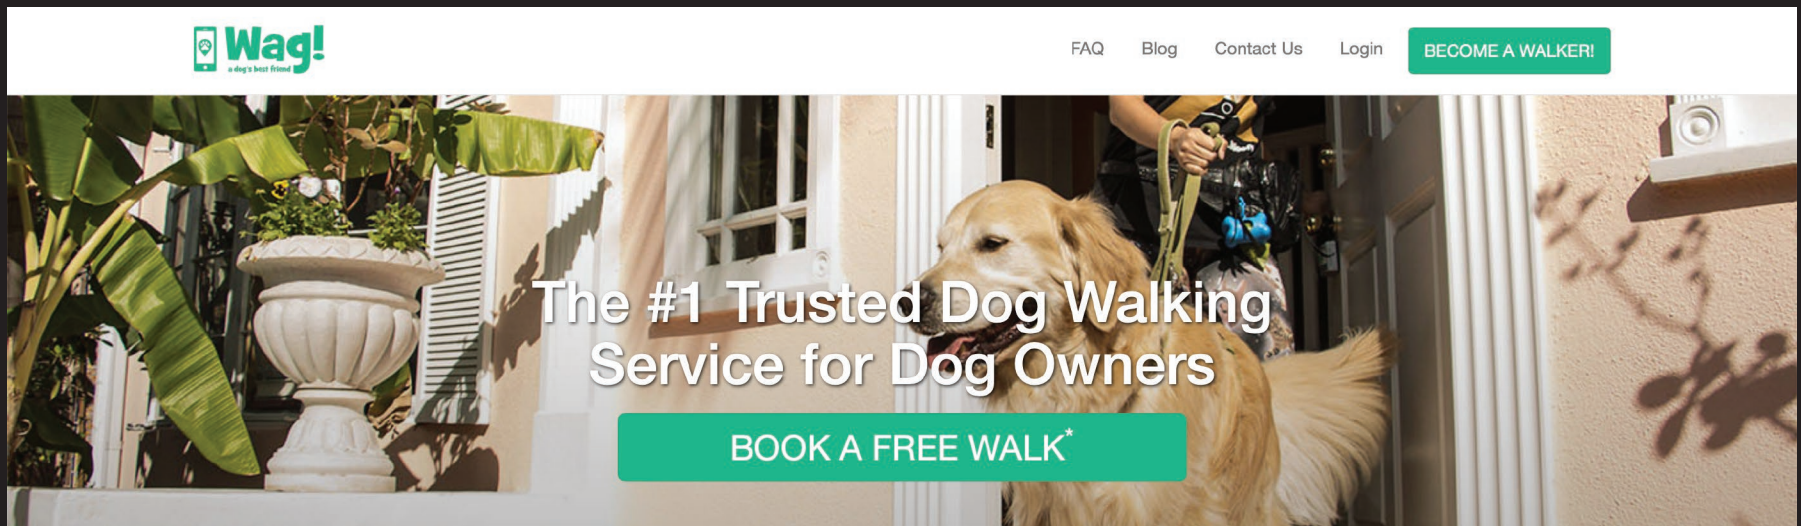 Wag!
a dog's best friend
FAQ
Blog
Contact Us
Login
BECOME A WALKER!
The #1 Trusted Dog Walking
Service for Dog Owners
BOOK A FREE WALK*